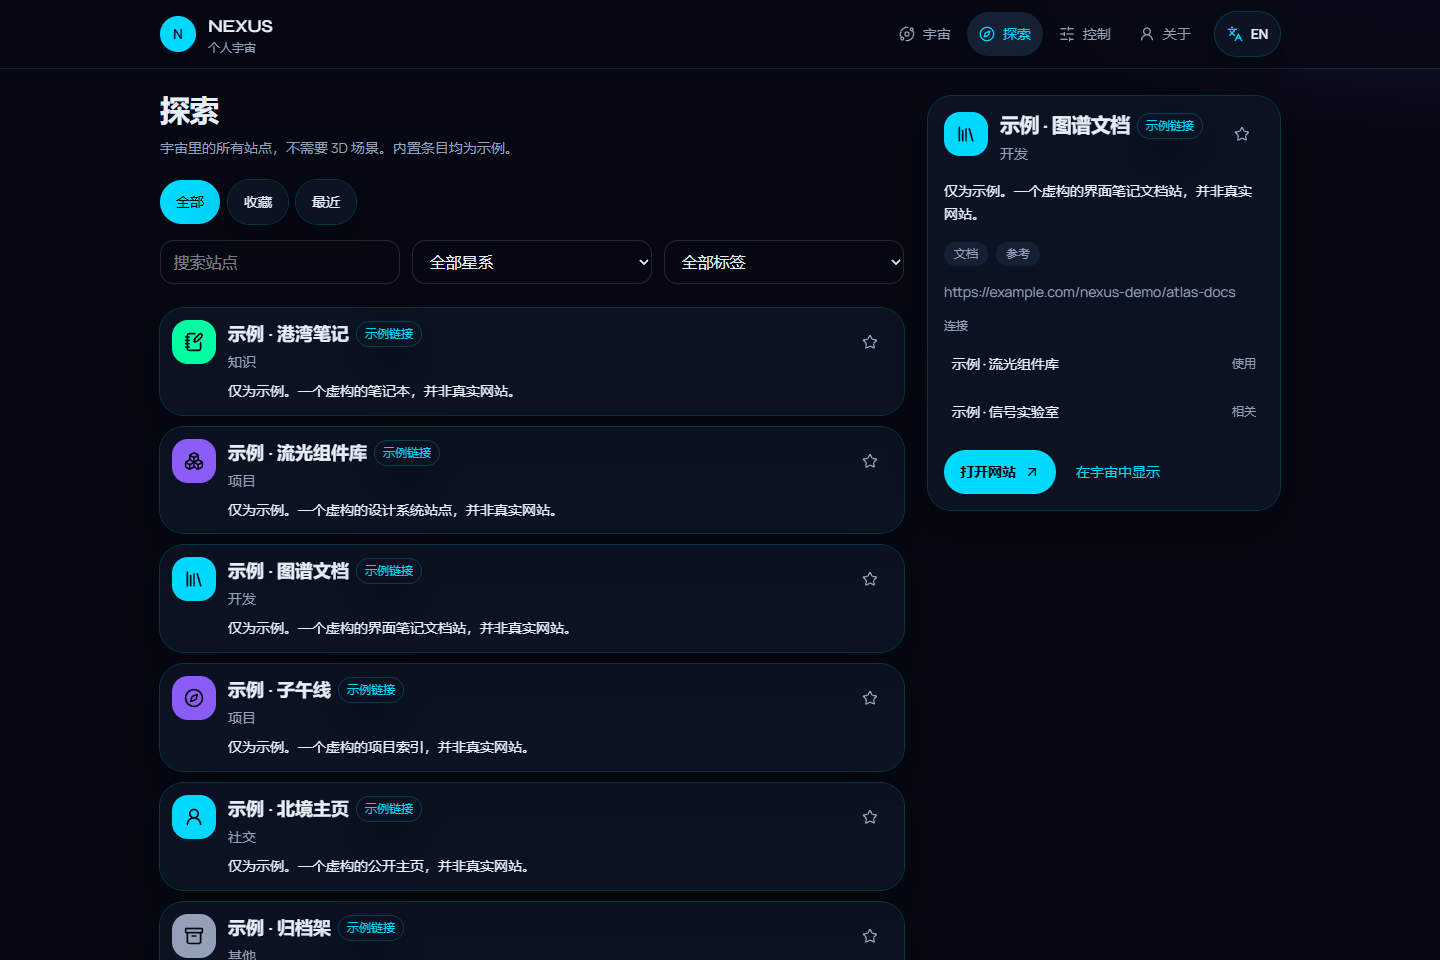 N
NEXUS
个人宇宙
宇宙
探索
控制
关于
EN
探索
宇宙里的所有站点，不需要 3D 场景。内置条目均为示例。
全部
收藏
最近
搜索站点
全部星系
全部标签
示例 · 港湾笔记
示例链接
知识
仅为示例。一个虚构的笔记本，并非真实网站。
示例 · 流光组件库
示例链接
项目
仅为示例。一个虚构的设计系统站点，并非真实网站。
示例 · 图谱文档
示例链接
开发
仅为示例。一个虚构的界面笔记文档站，并非真实网站。
示例 · 子午线
示例链接
项目
仅为示例。一个虚构的项目索引，并非真实网站。
示例 · 北境主页
示例链接
社交
仅为示例。一个虚构的公开主页，并非真实网站。
示例 · 归档架
示例链接
其他
示例 · 图谱文档
示例链接
开发
仅为示例。一个虚构的界面笔记文档站，并非真实
网站。
文档
参考
https://example.com/nexus-demo/atlas-docs
连接
示例 · 流光组件库
使用
示例 · 信号实验室
相关
打开网站
在宇宙中显示